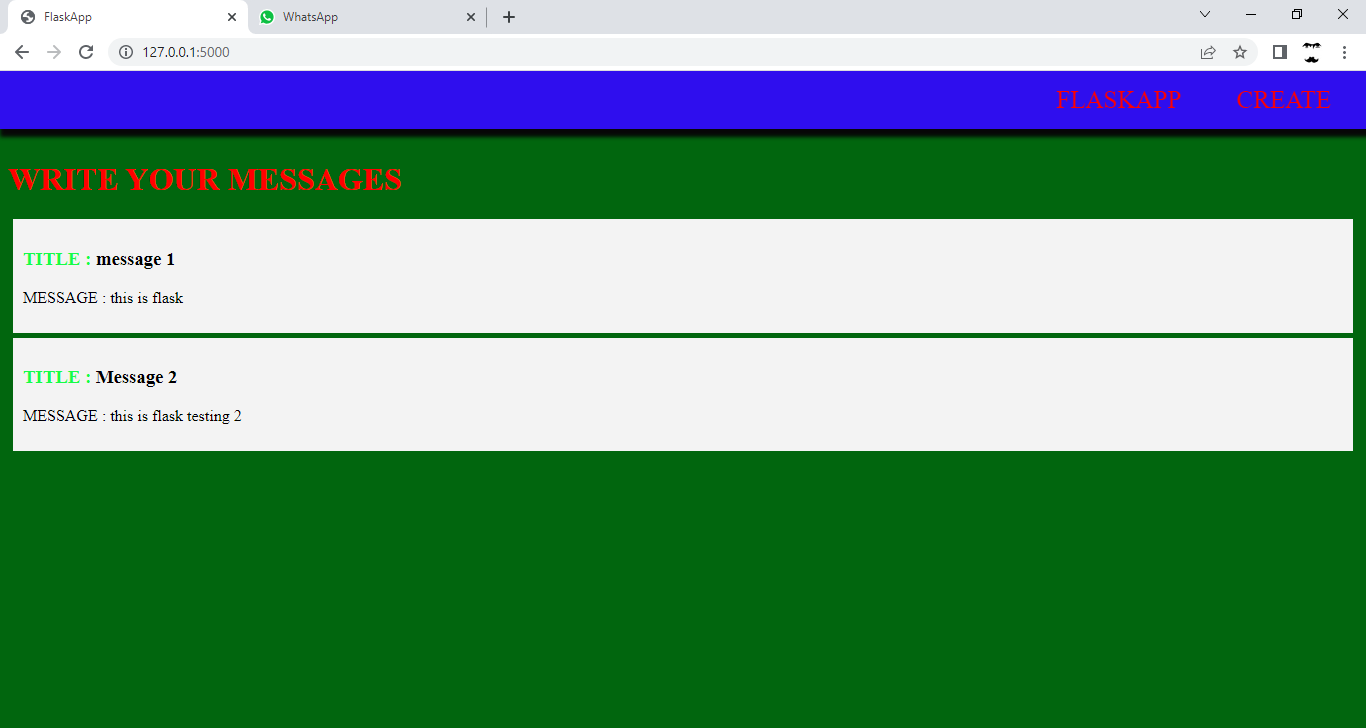 FlaskApp
WhatsApp
127.0.0.1:5000
FLASKAPP CREATE
WRITE YOUR MESSAGES
TITLE : message 1
MESSAGE : this is flask
TITLE : Message 2
MESSAGE : this is flask testing 2